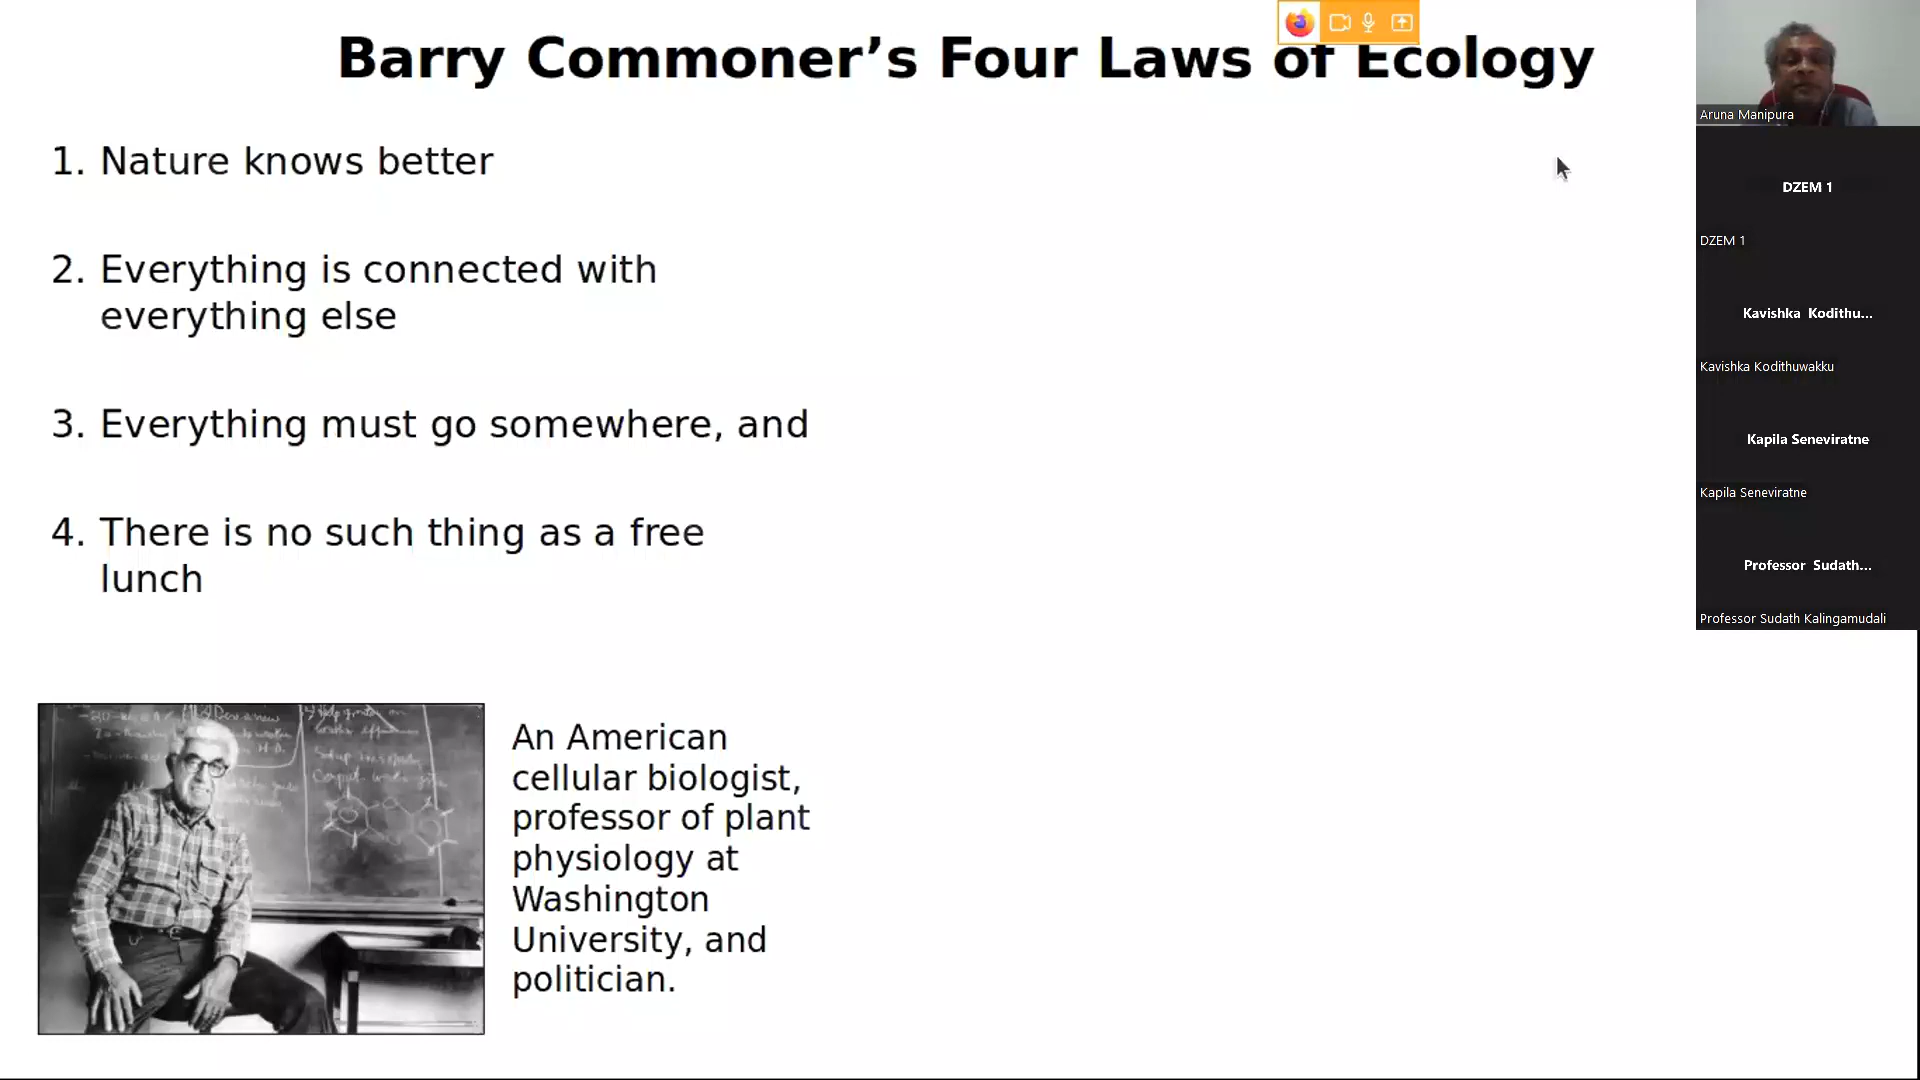 Barry Commoner’s Four Laws of Ecology
1. Nature knows better
2. Everything is connected with
everything else
3. Everything must go somewhere, and
4. There is no such thing as a free
lunch
An American
cellular biologist,
professor of plant
physiology at
Washington
University, and
politician.
Aruna Manipura
DZEM 1
DZEM 1
Kavishka Kodithu...
Kavishka Kodithuwakku
Kapila Seneviratne
Kapila Seneviratne
Professor Sudath...
Professor Sudath Kalingamudali